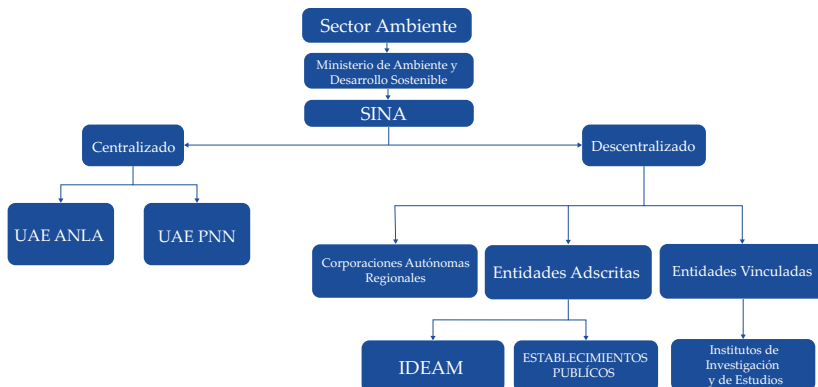 Sector Ambiente
Ministerio de Ambiente y
Desarrollo Sostenible
SINA
Centralizado
Descentralizado
UAE ANLA
UAE PNN
Corporaciones Autónomas
Regionales
Entidades Adscritas
Entidades Vinculadas
IDEAM
ESTABLECIMIENTOS
PUBLÍCOS
Institutos de
Investigación
y de Estudios